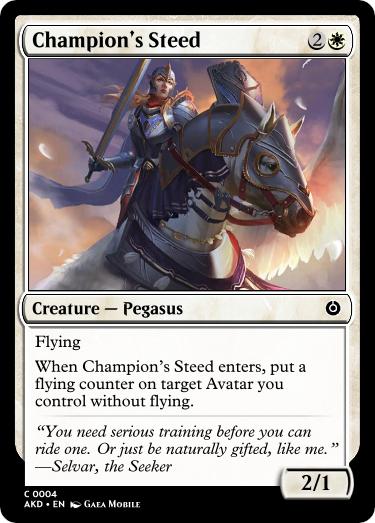 Champion's Steed 2
Creature — Pegasus
Flying
When Champion's Steed enters, put a
flying counter on target Avatar you
control without flying.
“You need serious training before you can
ride one. Or just be naturally gifted, like me.”
—Selvar, the Seeker
2/1
C 0004
AKD • EN Gaea Mobile